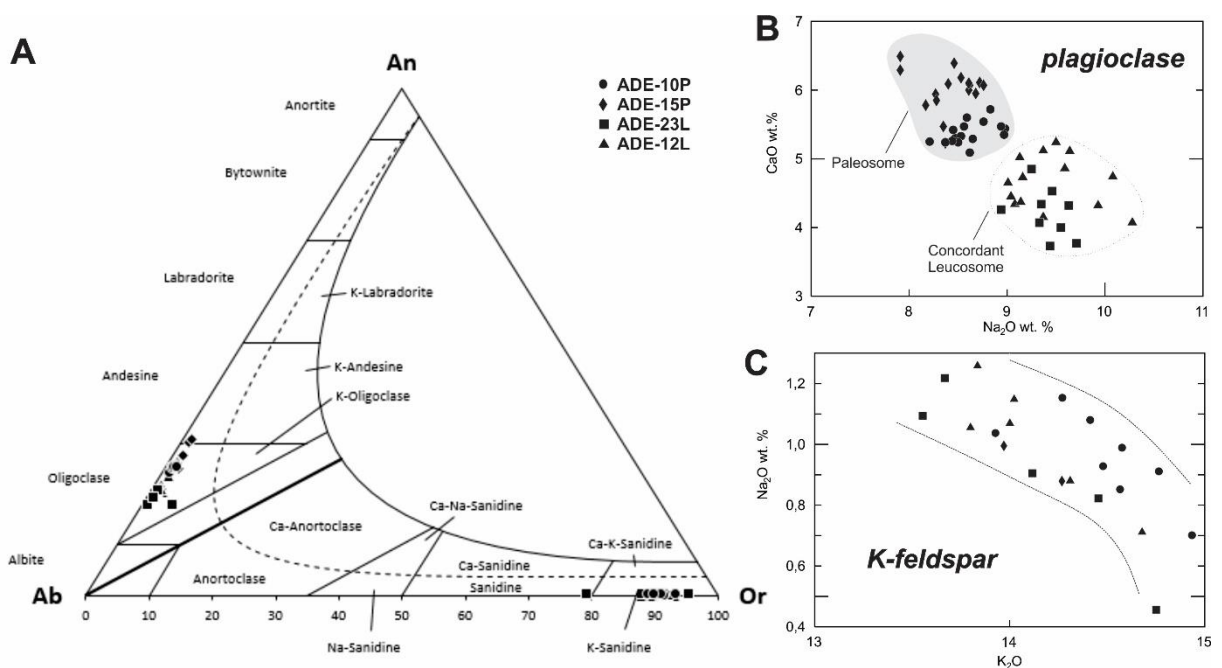 A
An
Anortite
Bytownite
Labradorite
Andesine
Oligoclase
Albite
K-Labradorite
K-Andesine
K-Oligoclase
Ca-Anortoclase
Ca-Na-Sanidine
Ca-K-Sanidine
Ca-Sanidine
Anortoclase
Sanidine
Ab
Or
0 10 20 30 40 50 60 70 80 90 100
Na-Sanidine
K-Sanidine
ADE-10P
ADE-15P
ADE-23L
ADE-12L
B
plagioclase
CaO wt.%
7
6
5
4
3
Paleosome
Concordant
Leucosome
7 8 9 10 11
Na2O wt. %
C
Na2O wt. %
1,2
1,0
0,8
0,6
0,4
K-feldspar
13 14 15
K2O